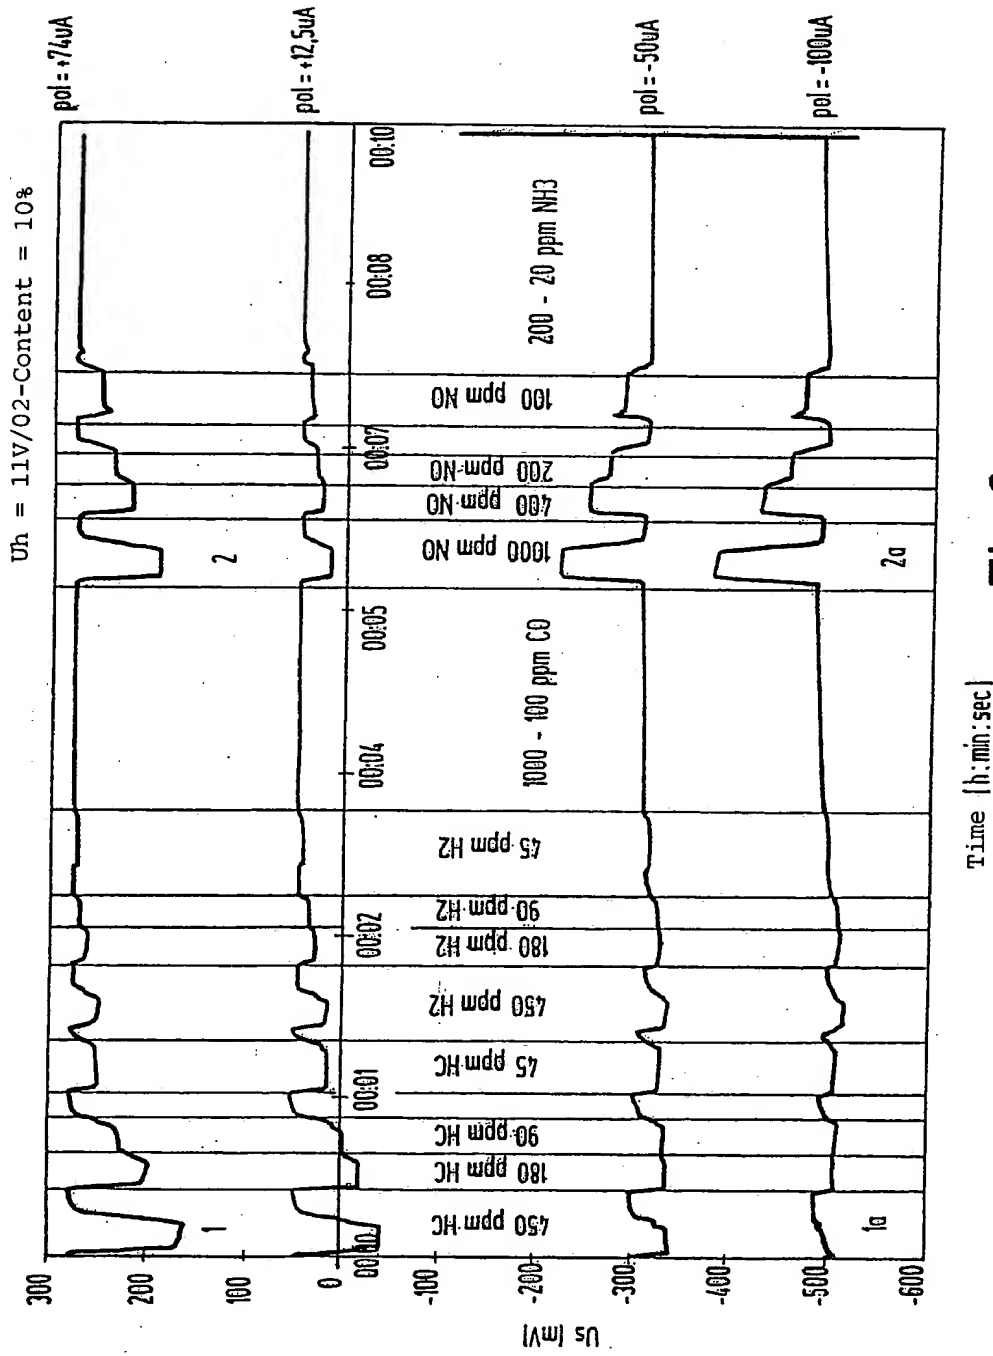 Uh = 11V/O2-Content = 10%
pol=+74uA
pol=+12,5uA
pol=-50uA
pol=-100uA
Us [mV]
300
200
100
0
-100
-200
-300
-400
-500
-600
00:00
00:01
00:02
00:04
00:05
00:07
00:08
00:10
450 ppm HC
180 ppm HC
90 ppm HC
45 ppm HC
450 ppm H2
180 ppm H2
90 ppm H2
45 ppm H2
1000 - 100 ppm CO
1000 ppm NO
400 ppm NO
200 ppm NO
100 ppm NO
200 - 20 ppm NH3
1
2
1a
2a
Time [h:min:sec]